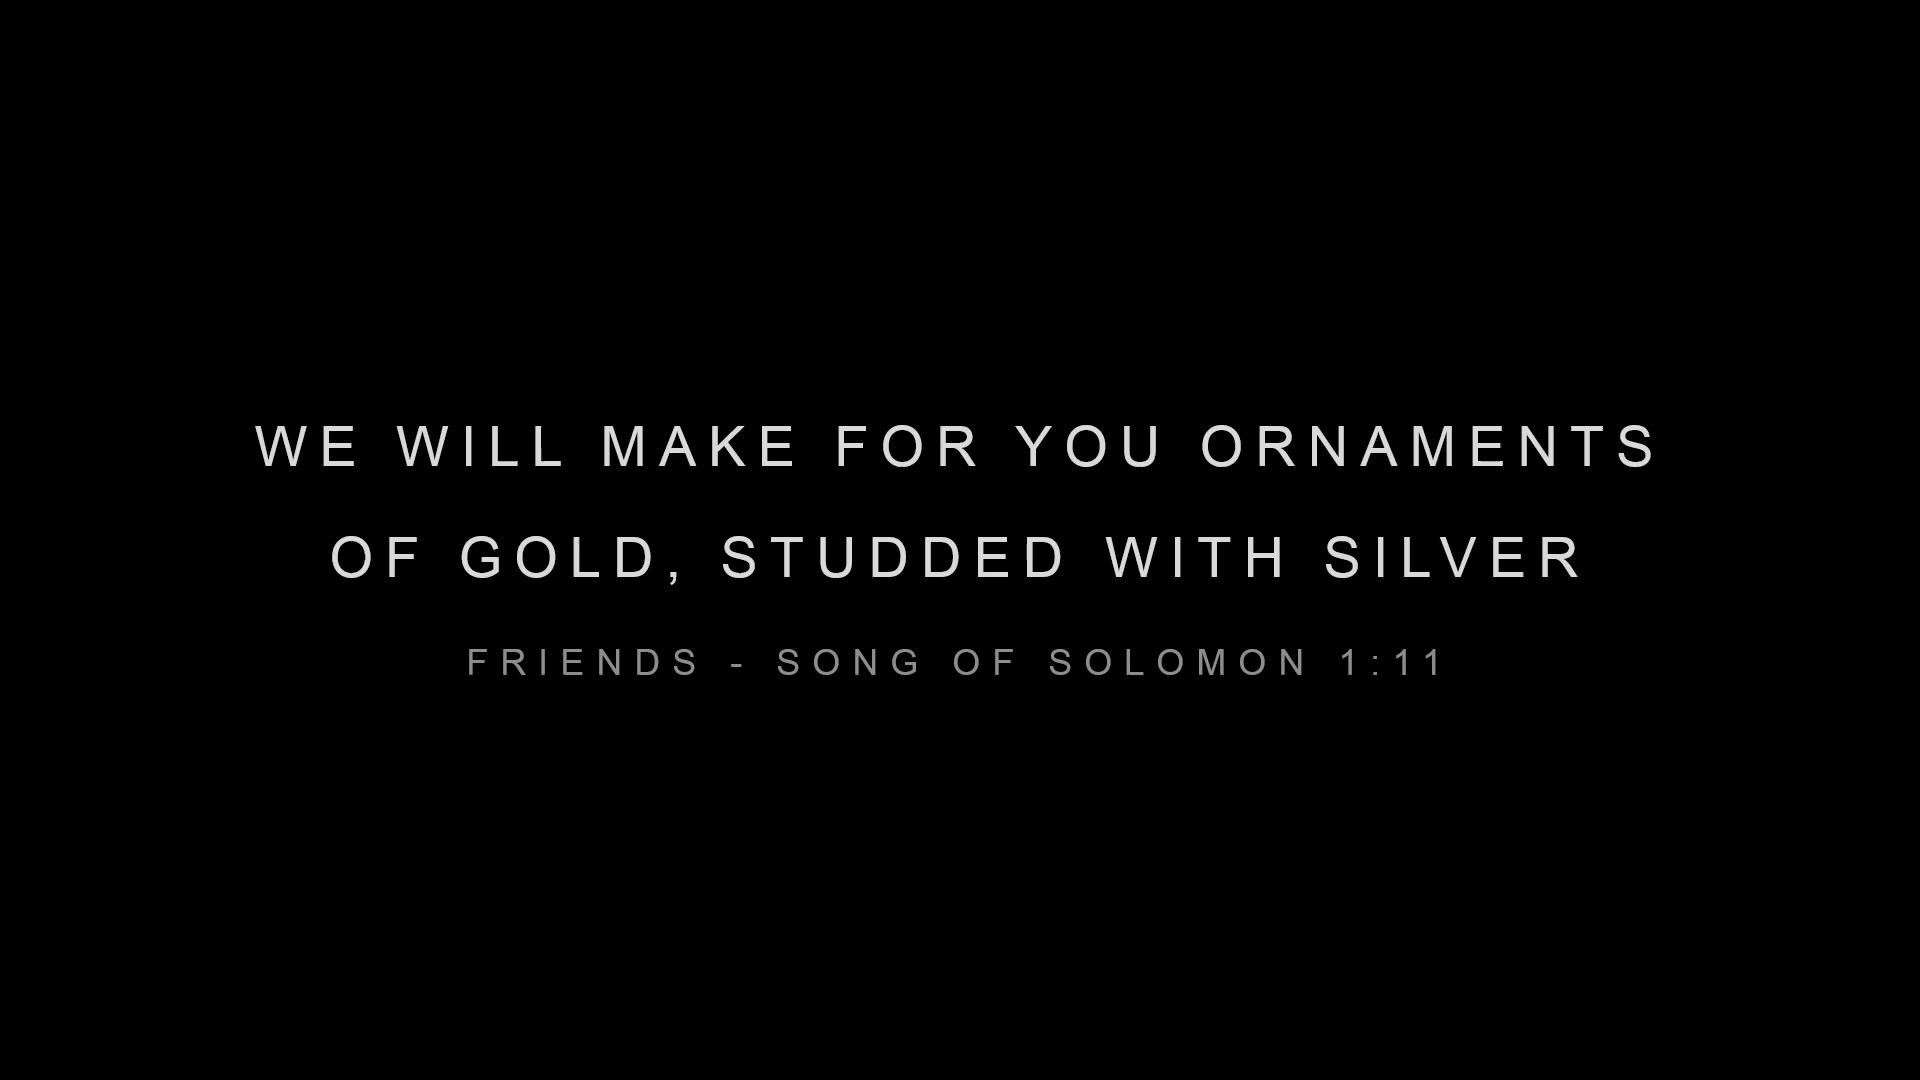 WE WILL MAKE FOR YOU ORNAMENTS
OF GOLD, STUDDED WITH SILVER
FRIENDS - SONG OF SOLOMON 1:11